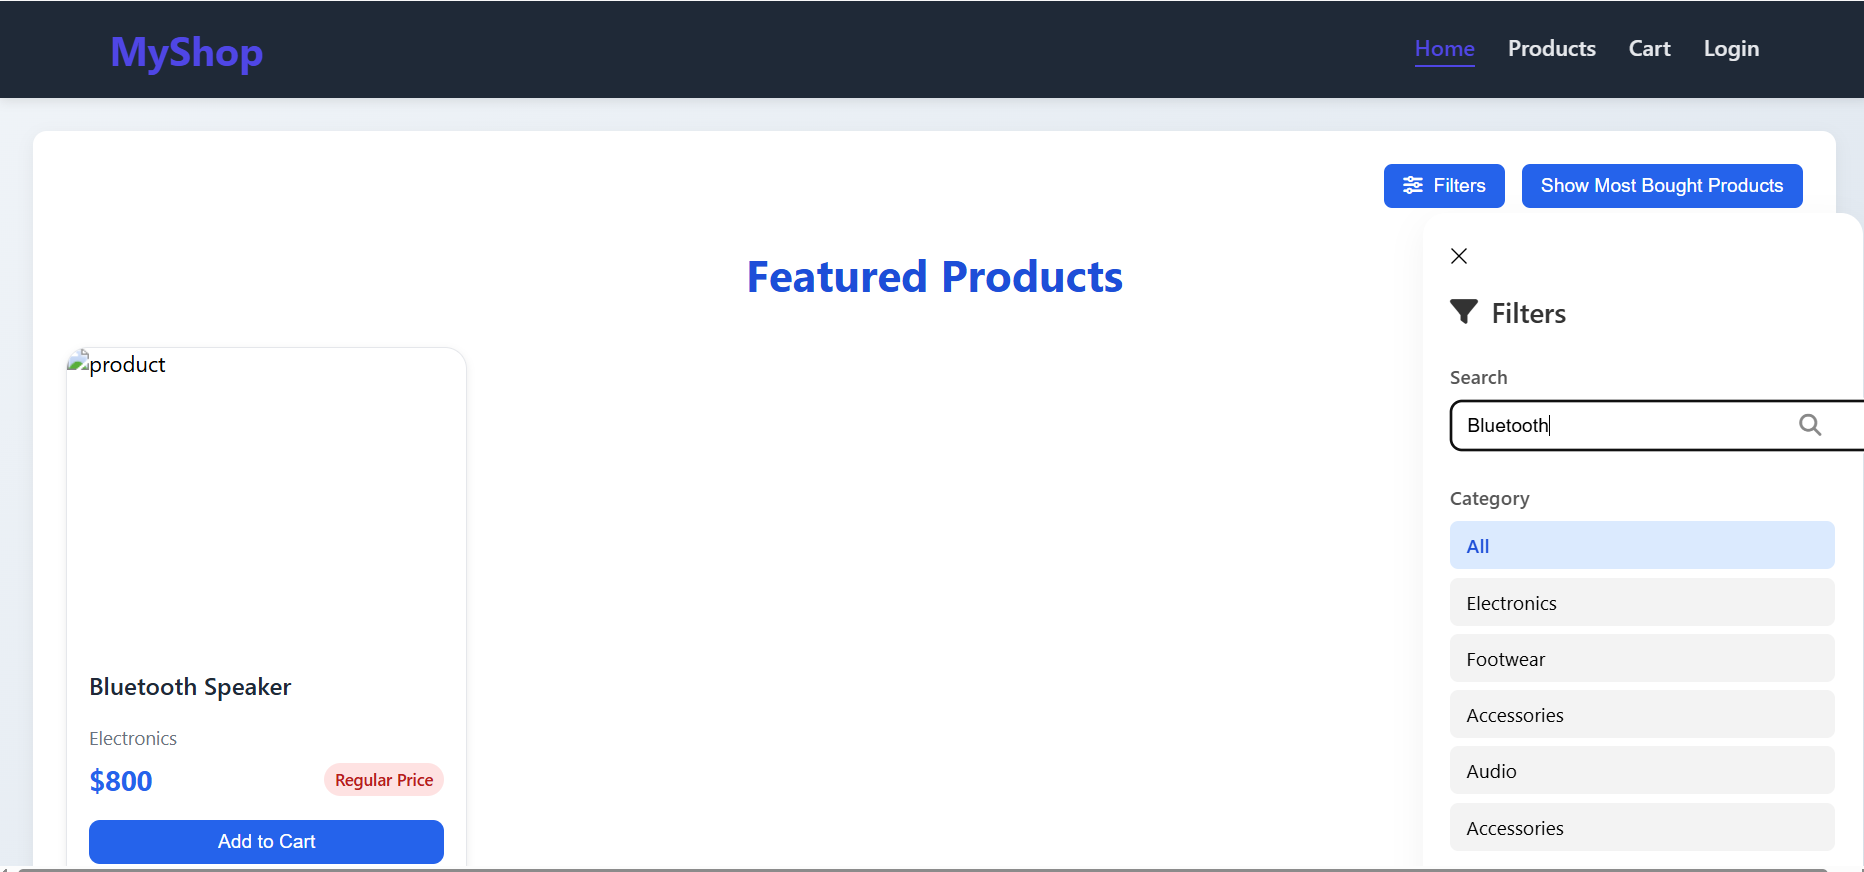 MyShop
Home Products Cart Login
Filters Show Most Bought Products
Featured Products
product
Bluetooth Speaker
Electronics
$800 Regular Price
Add to Cart
Filters
Search
Bluetooth
Category
All
Electronics
Footwear
Accessories
Audio
Accessories